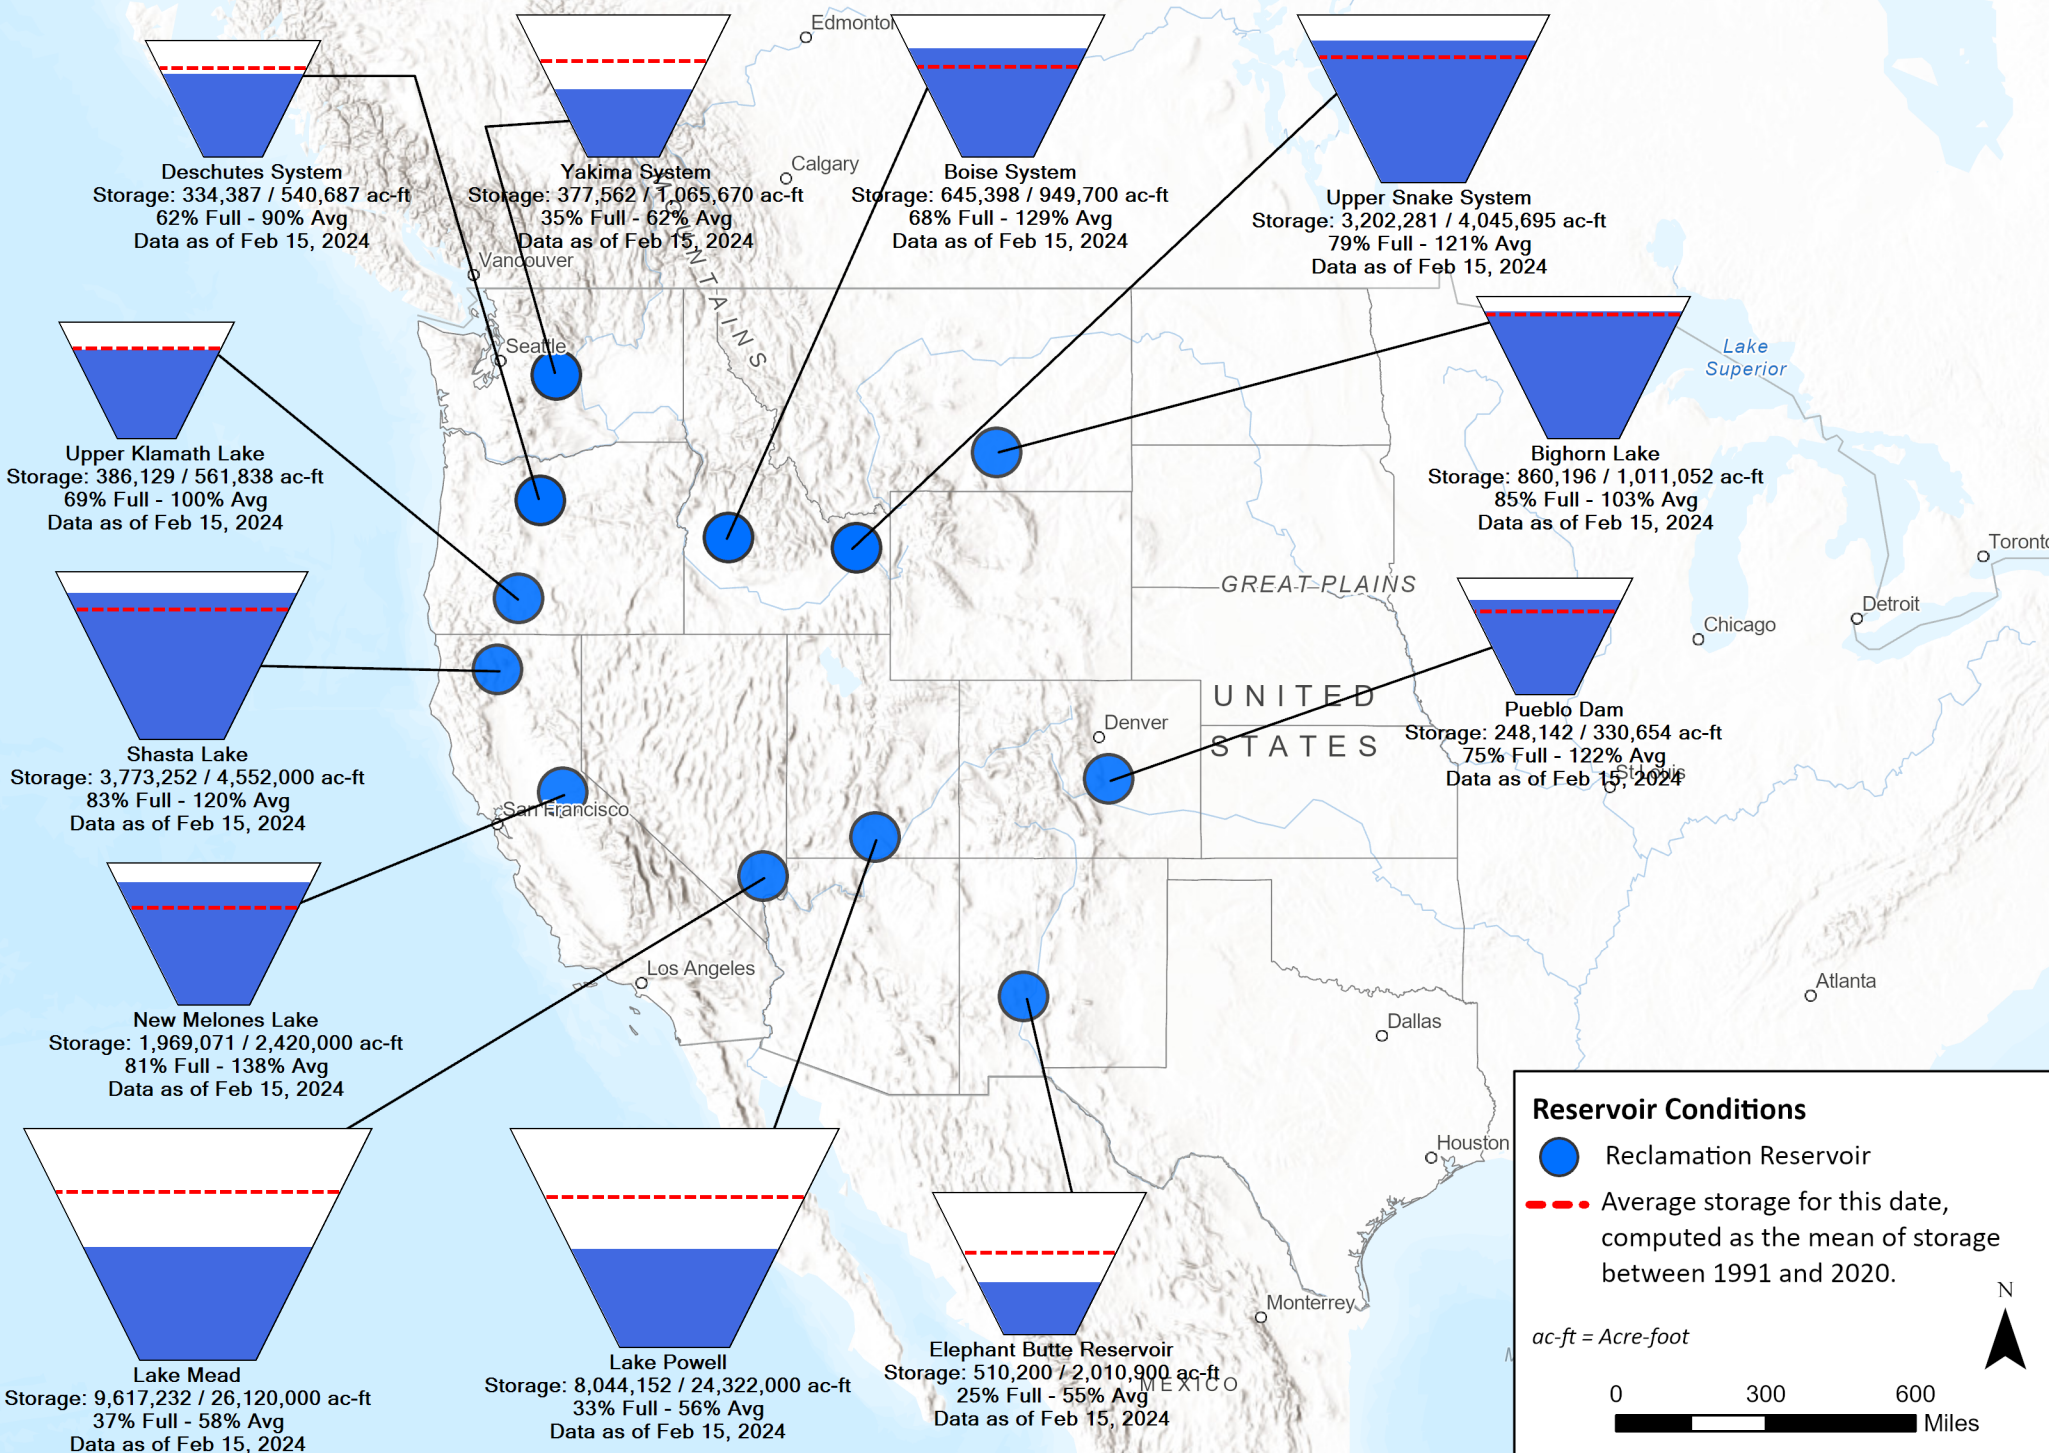 Edmonton
Deschutes System
Storage: 334,387 / 540,687 ac-ft
62% Full - 90% Avg
Data as of Feb 15, 2024
Yakima System
Storage: 377,562 / 1,065,670 ac-ft
35% Full - 62% Avg
Data as of Feb 15, 2024
Calgary
Boise System
Storage: 645,398 / 949,700 ac-ft
68% Full - 129% Avg
Data as of Feb 15, 2024
Upper Snake System
Storage: 3,202,281 / 4,045,695 ac-ft
79% Full - 121% Avg
Data as of Feb 15, 2024
Vancouver
MOUNTAINS
Seattle
Lake
Superior
Upper Klamath Lake
Storage: 386,129 / 561,838 ac-ft
69% Full - 100% Avg
Data as of Feb 15, 2024
Bighorn Lake
Storage: 860,196 / 1,011,052 ac-ft
85% Full - 103% Avg
Data as of Feb 15, 2024
Toronto
GREAT PLAINS
Detroit
Chicago
UNITED
STATES
Denver
Pueblo Dam
Storage: 248,142 / 330,654 ac-ft
75% Full - 122% Avg
Data as of Feb 15, 2024
St Louis
Shasta Lake
Storage: 3,773,252 / 4,552,000 ac-ft
83% Full - 120% Avg
Data as of Feb 15, 2024
San Francisco
Los Angeles
Atlanta
Dallas
New Melones Lake
Storage: 1,969,071 / 2,420,000 ac-ft
81% Full - 138% Avg
Data as of Feb 15, 2024
Houston
Monterrey
MEXICO
Lake Mead
Storage: 9,617,232 / 26,120,000 ac-ft
37% Full - 58% Avg
Data as of Feb 15, 2024
Lake Powell
Storage: 8,044,152 / 24,322,000 ac-ft
33% Full - 56% Avg
Data as of Feb 15, 2024
Elephant Butte Reservoir
Storage: 510,200 / 2,010,900 ac-ft
25% Full - 55% Avg
Data as of Feb 15, 2024
Reservoir Conditions
Reclamation Reservoir
Average storage for this date,
computed as the mean of storage
between 1991 and 2020.
N
ac-ft = Acre-foot
0 300 600
Miles